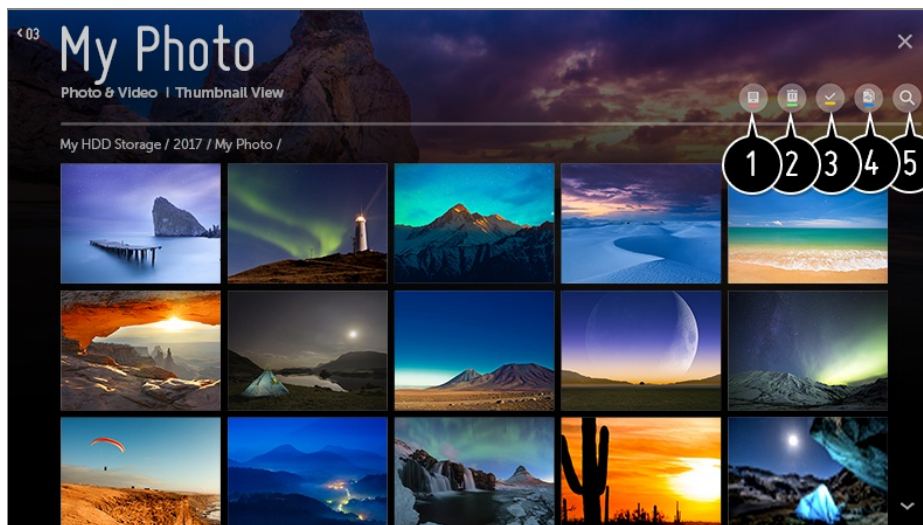 03
My Photo
Photo & Video | Thumbnail View
My HDD Storage / 2017 / My Photo /
1 2 3 4 5